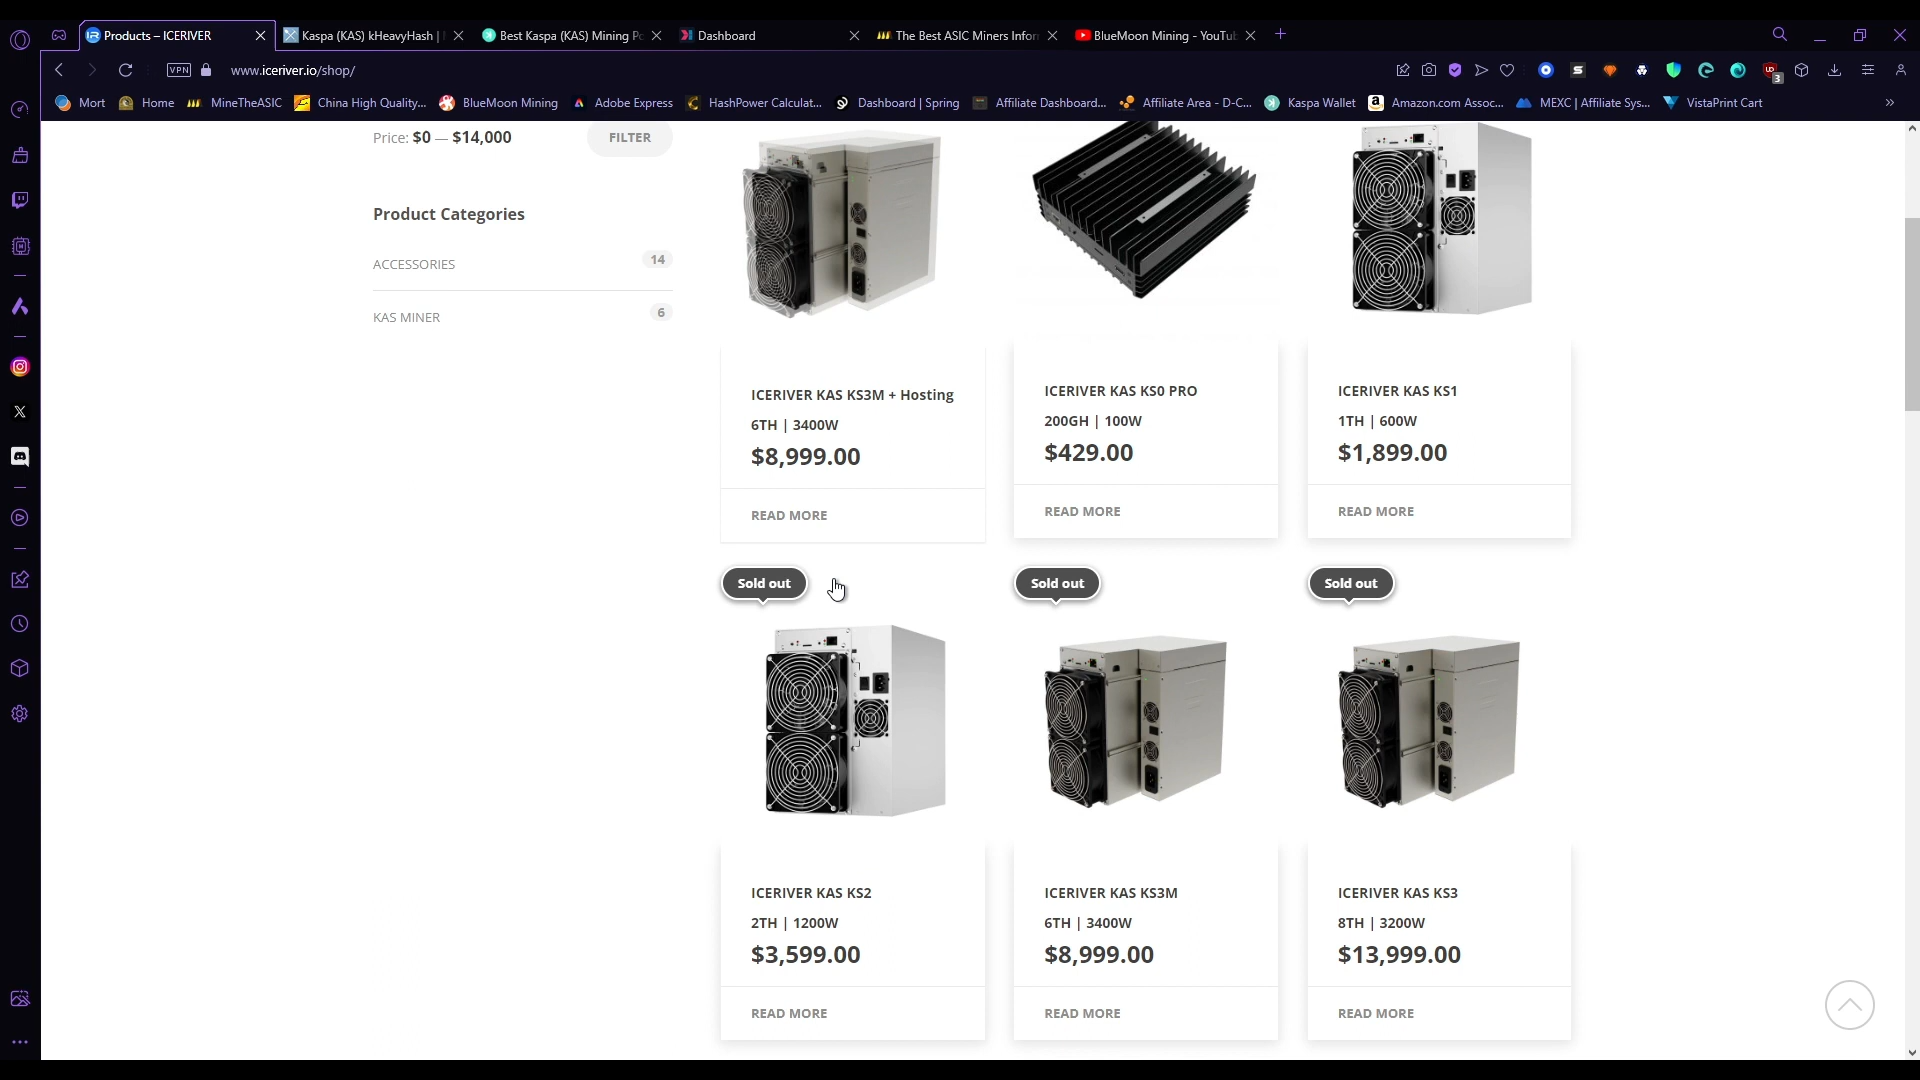 Products – ICERIVER
Kaspa (KAS) kHeavyHash |
Best Kaspa (KAS) Mining Po
Dashboard
The Best ASIC Miners Infor
BlueMoon Mining - YouTu
VPN
www.iceriver.io/shop/
3
Mort
Home
MineTheASIC
China High Quality...
BlueMoon Mining
Adobe Express
HashPower Calculat...
Dashboard | Spring
Affiliate Dashboard...
Affiliate Area - D-C...
Kaspa Wallet
Amazon.com Assoc...
MEXC | Affiliate Sys...
VistaPrint Cart
Price: $0 — $14,000
FILTER
Product Categories
ACCESSORIES
14
KAS MINER
6
ICERIVER KAS KS3M + Hosting
6TH | 3400W
$8,999.00
READ MORE
ICERIVER KAS KS0 PRO
200GH | 100W
$429.00
READ MORE
ICERIVER KAS KS1
1TH | 600W
$1,899.00
READ MORE
Sold out
Sold out
Sold out
ICERIVER KAS KS2
2TH | 1200W
$3,599.00
READ MORE
ICERIVER KAS KS3M
6TH | 3400W
$8,999.00
READ MORE
ICERIVER KAS KS3
8TH | 3200W
$13,999.00
READ MORE